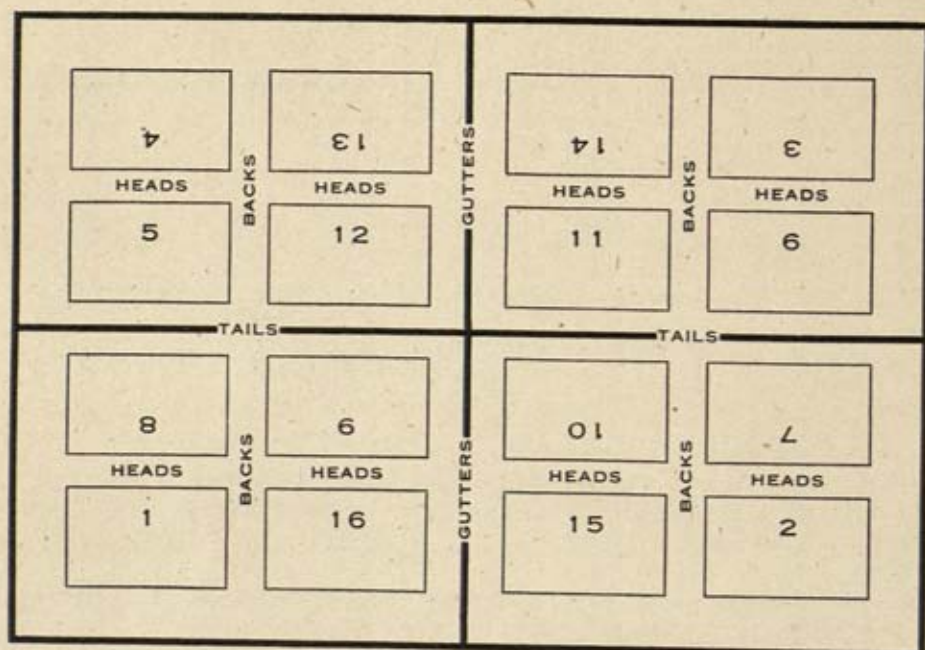 4 13 14 3
HEADS HEADS HEADS HEADS
BACKS GUTTERS BACKS
5 12 11 6
TAILS TAILS
8 9 10 7
HEADS HEADS HEADS HEADS
BACKS GUTTERS BACKS
1 16 15 2